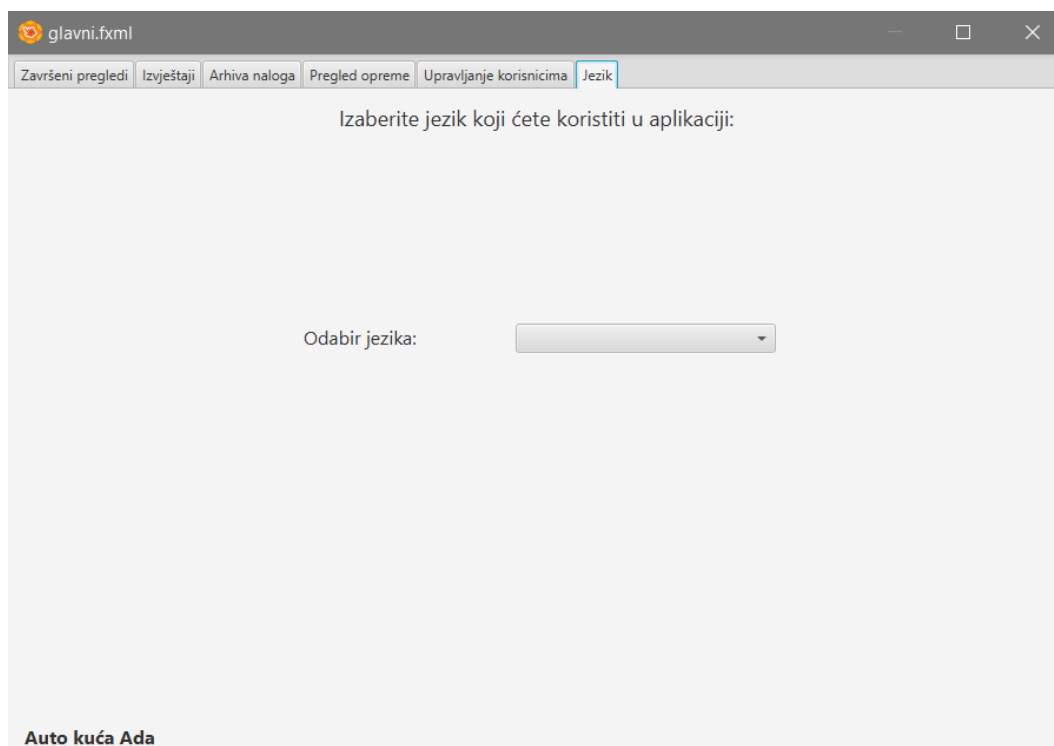 glavni.fxml
Završeni pregledi Izvještaji Arhiva naloga Pregled opreme Upravljanje korisnicima Jezik
Izaberite jezik koji ćete koristiti u aplikaciji:
Odabir jezika:
Auto kuća Ada